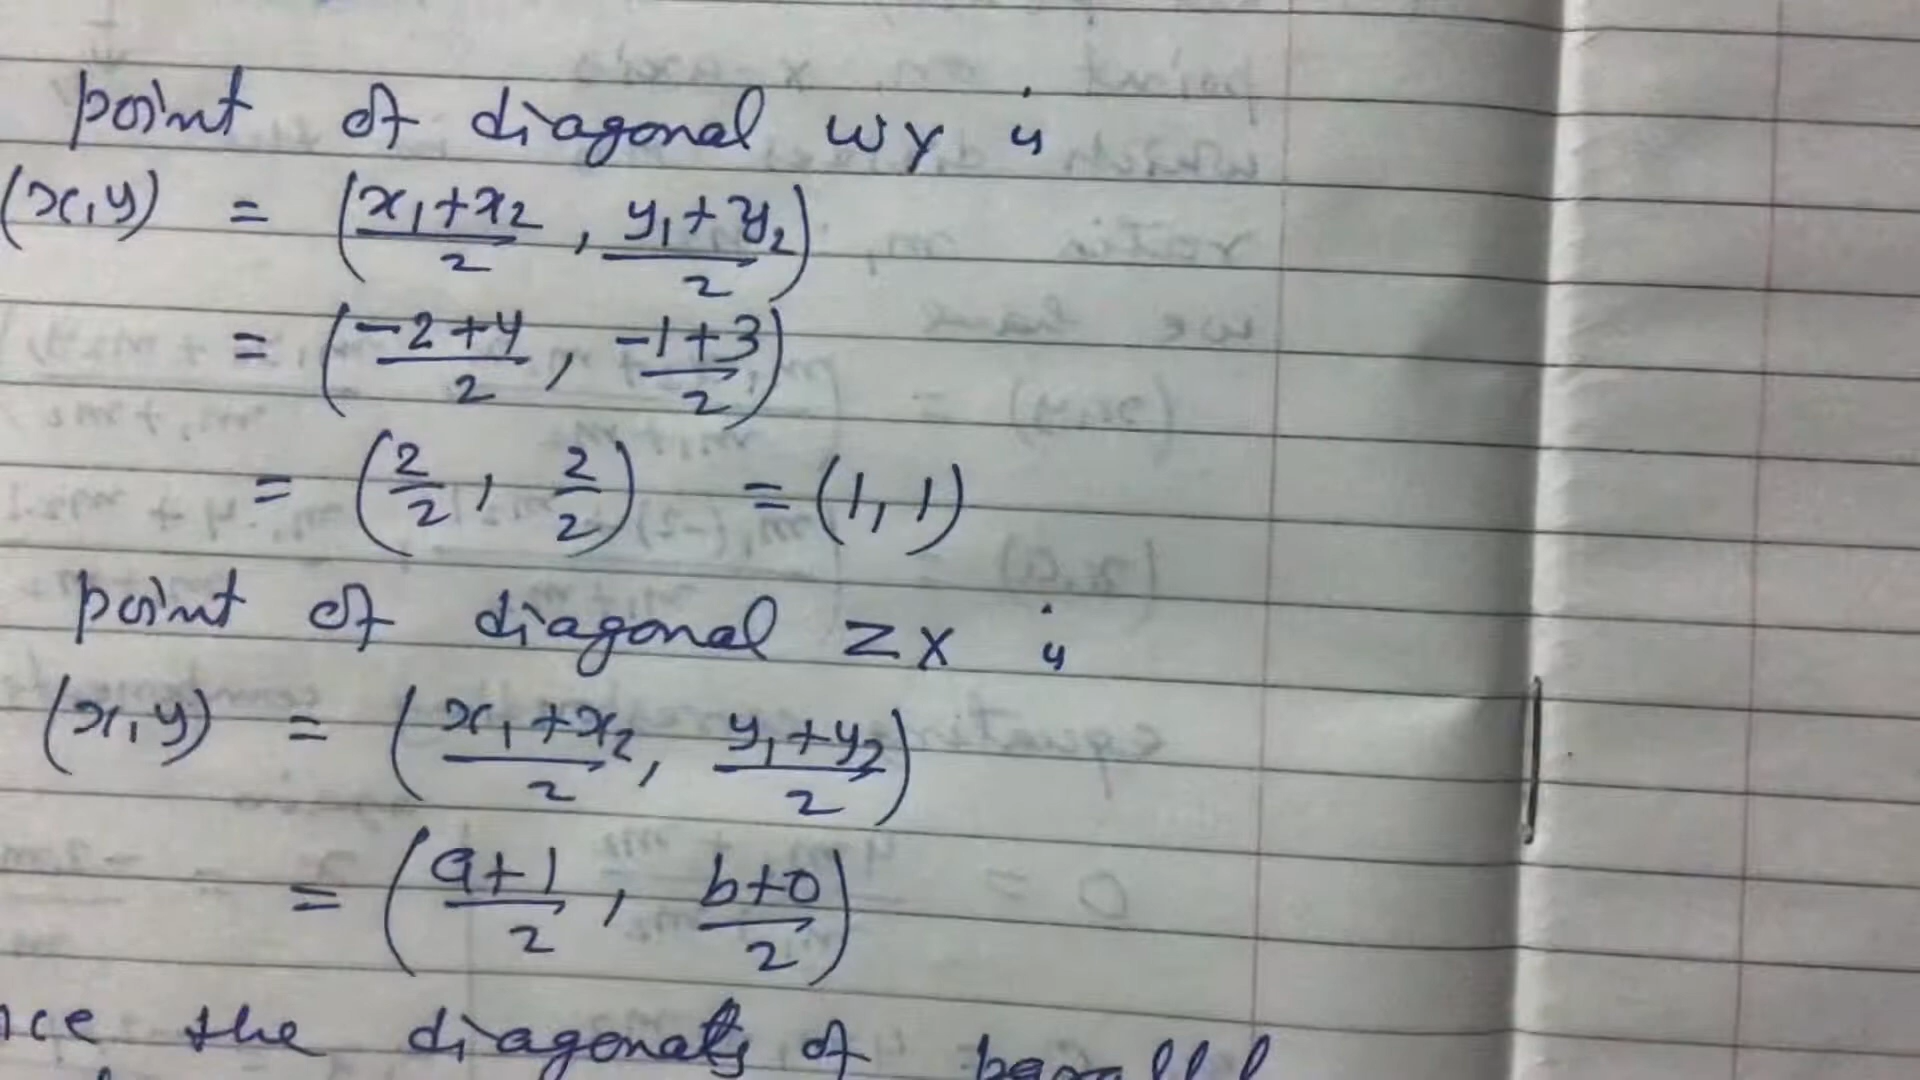 point of diagonal WY is
(x,y) = (x₁+x₂/2, y₁+y₂/2)
= (-2+4/2, -1+3/2)
= (2/2, 2/2) = (1,1)
point of diagonal ZX is
(x,y) = (x₁+x₂/2, y₁+y₂/2)
= (a+1/2, b+0/2)
the diagonals of